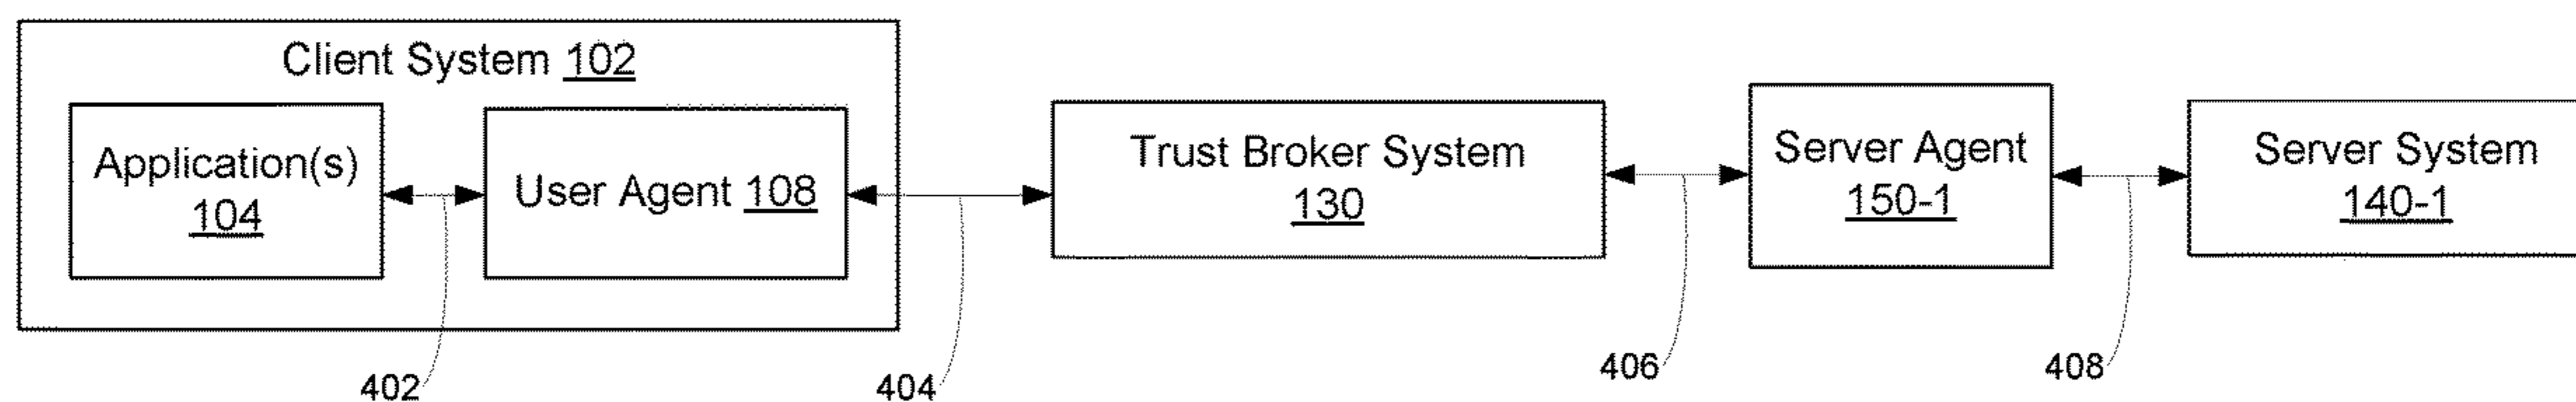 Client System 102
Application(s)
104
User Agent 108
Trust Broker System
130
Server Agent
150-1
Server System
140-1
402
404
406
408